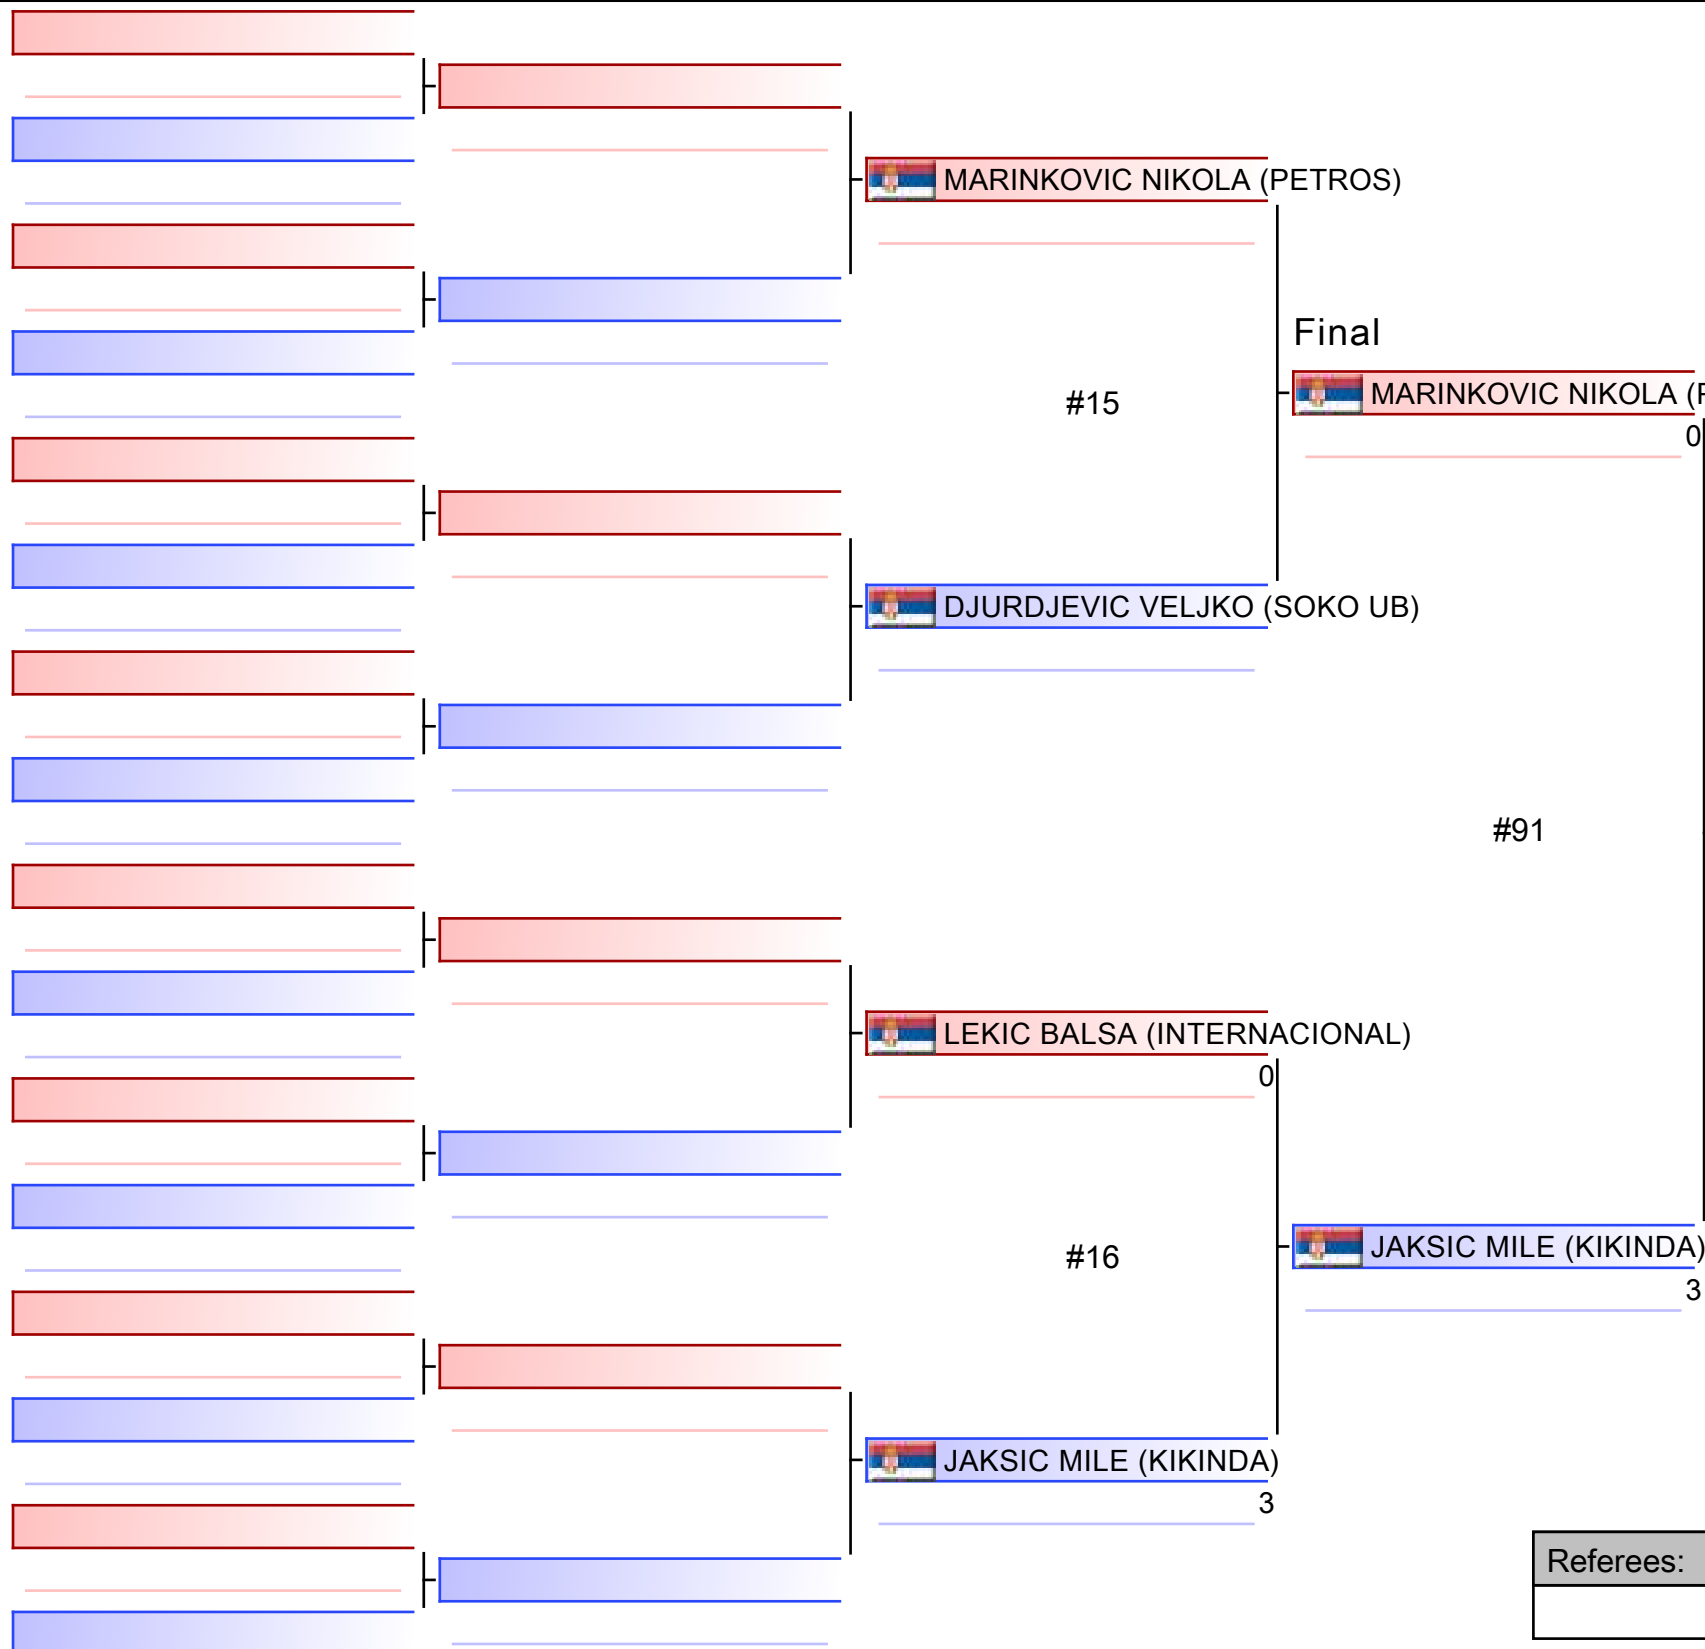 MARINKOVIC NIKOLA (PETROS)
Final
#15
MARINKOVIC NIKOLA (
0
DJURDJEVIC VELJKO (SOKO UB)
#91
LEKIC BALSA (INTERNACIONAL)
0
#16
JAKSIC MILE (KIKINDA)
3
JAKSIC MILE (KIKINDA)
3
Referees: